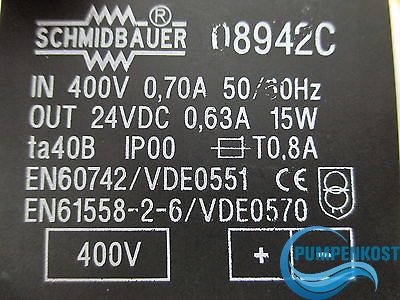 ®
SCHMIDBAUER 08942C
IN 400V 0,70A 50/60Hz
OUT 24VDC 0,63A 15W
ta40B IP00 T0,8A
EN60742/VDE0551 CE
EN61558-2-6/VDE0570
400V + -
PUMPENKOST